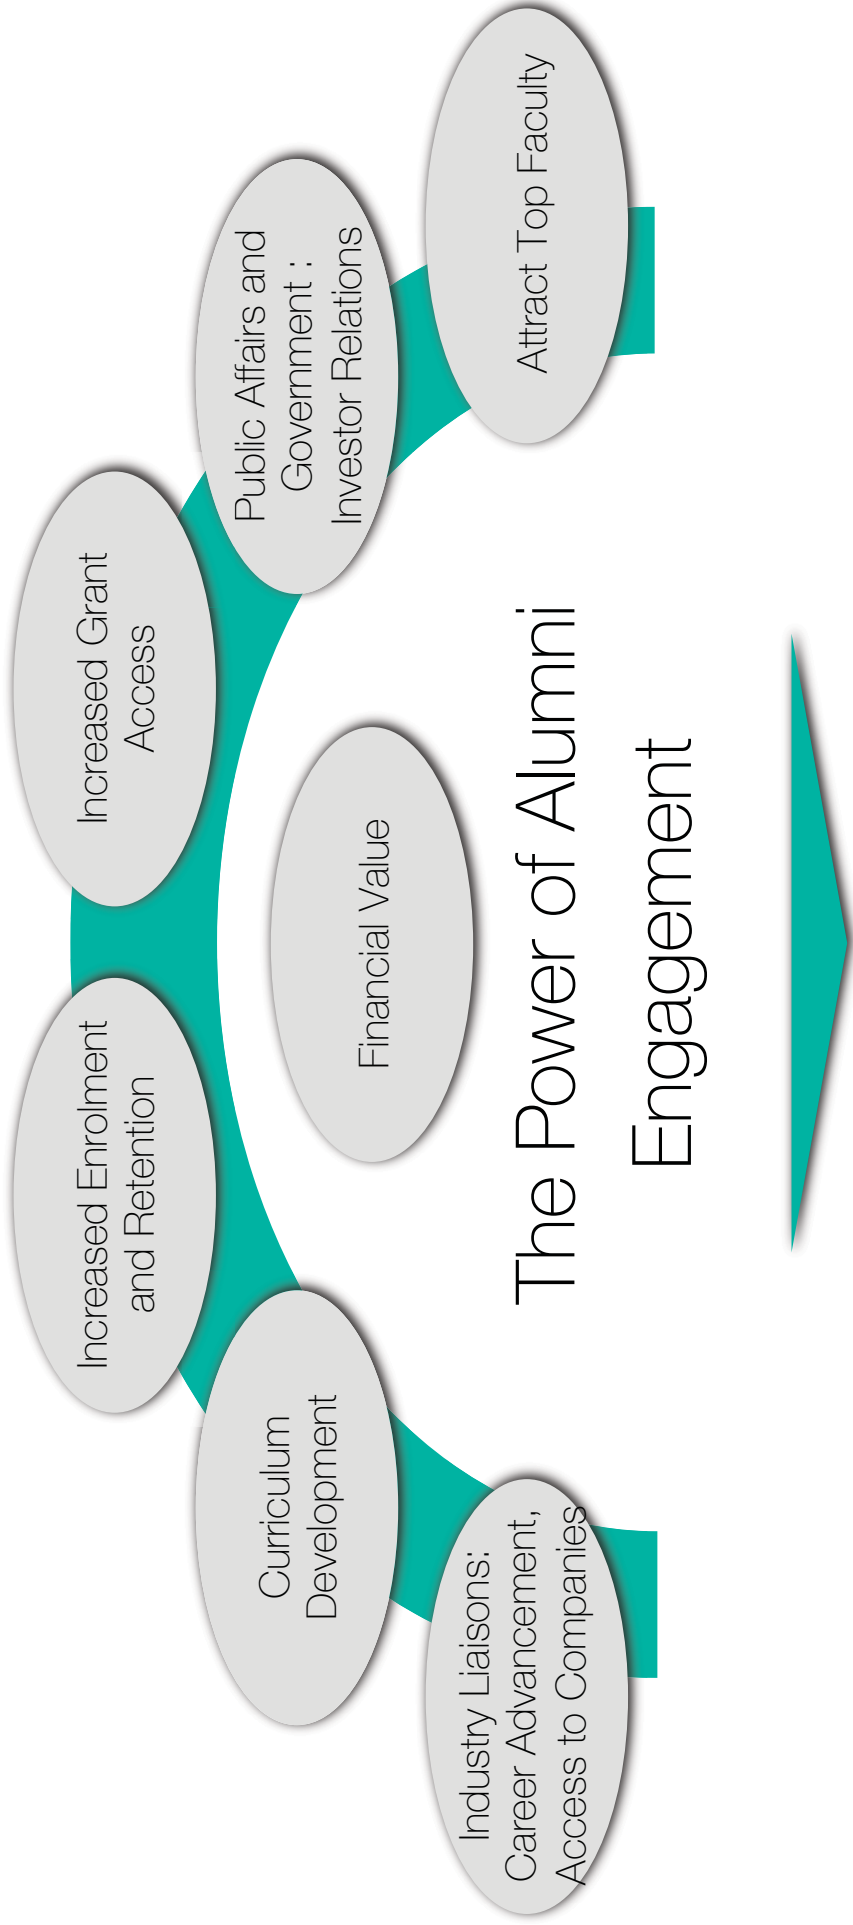 Industry Liaisons:
Career Advancement,
Access to Companies
Curriculum
Development
Increased Enrolment
and Retention
Increased Grant
Access
Public Affairs and
Government :
Investor Relations
Attract Top Faculty
Financial Value
The Power of Alumni
Engagement